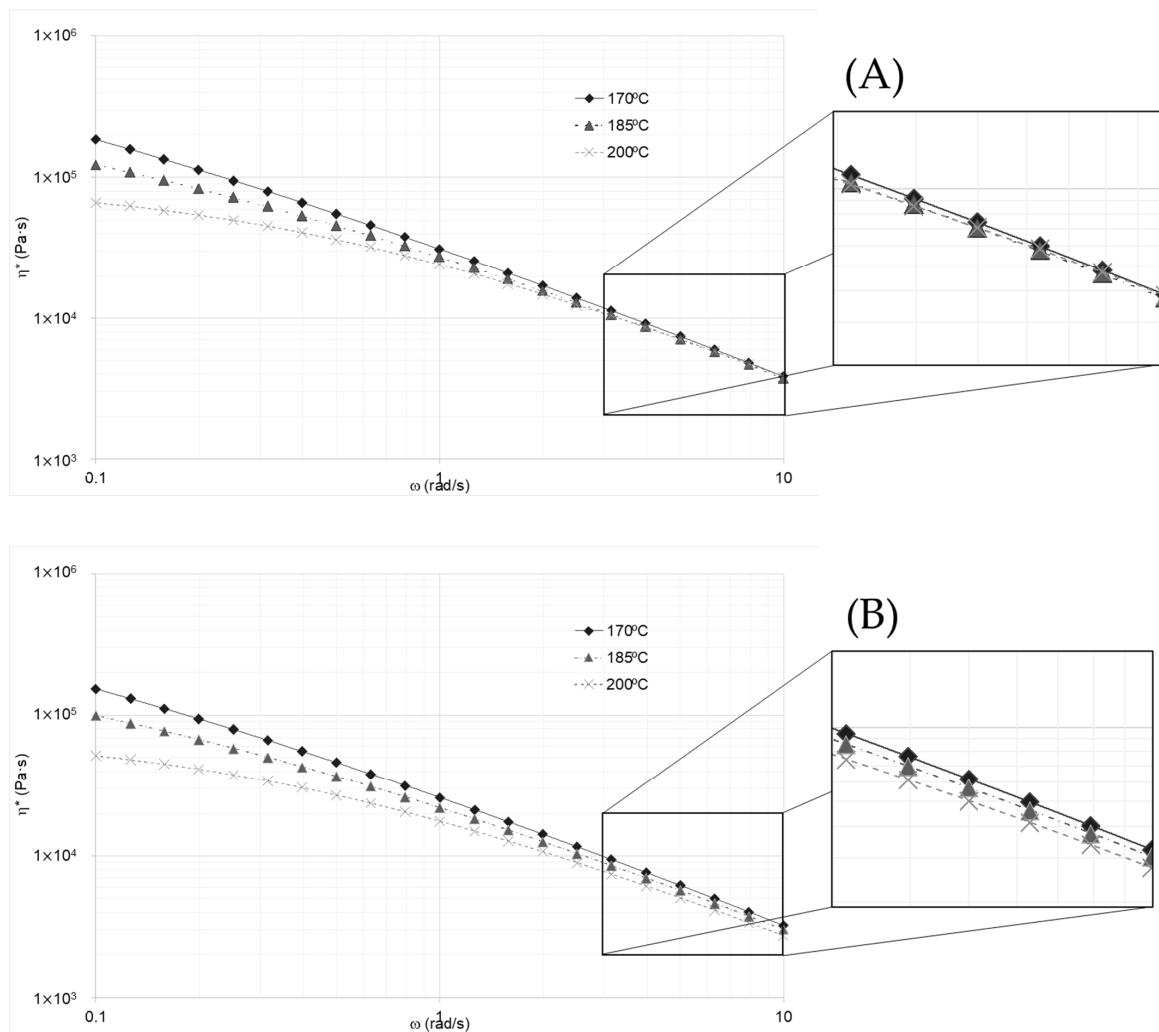 1×10⁶
(A)
170ºC
185ºC
200ºC
1×10⁵
η* (Pa·s)
1×10⁴
1×10³
0.1
1
10
ω (rad/s)
1×10⁶
(B)
170ºC
185ºC
200ºC
1×10⁵
η* (Pa·s)
1×10⁴
1×10³
0.1
1
10
ω (rad/s)